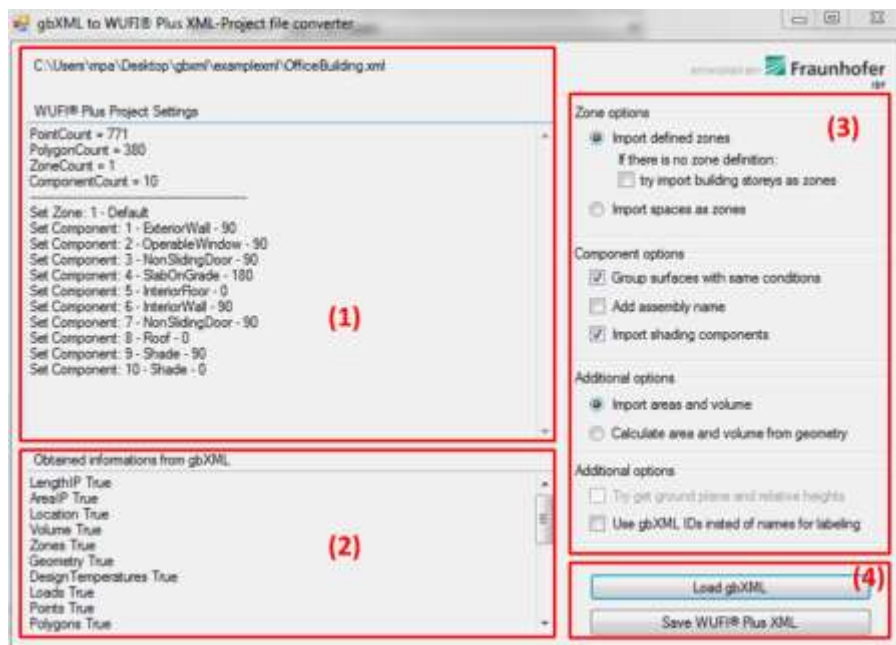 gbXML to WUFI® Plus XML-Project file converter
C:\Users\mpa\Desktop\gbxml\examplexml\OfficeBuilding.xml
WUFI® Plus Project Settings
PointCount = 771
PolygonCount = 380
ZoneCount = 1
ComponentCount = 10
Set Zone: 1 - Default
Set Component: 1 - ExteriorWall - 90
Set Component: 2 - OperableWindow - 90
Set Component: 3 - NonSlidingDoor - 90
Set Component: 4 - SlabOnGrade - 180
Set Component: 5 - InteriorFloor - 0
Set Component: 6 - InteriorWall - 90
Set Component: 7 - NonSlidingDoor - 90
Set Component: 8 - Roof - 0
Set Component: 9 - Shade - 90
Set Component: 10 - Shade - 0
(1)
Obtained informations from gbXML
LengthIP True
AreaIP True
Location True
Volume True
Zones True
Geometry True
DesignTemperatures True
Loads True
Points True
Polygons True
(2)
Fraunhofer
IBP
Zone options
(3)
Import defined zones
If there is no zone definition:
try import building storeys as zones
Import spaces as zones
Component options
Group surfaces with same conditions
Add assembly name
Import shading components
Additional options
Import areas and volume
Calculate area and volume from geometry
Additional options
Try get ground plane and relative heights
Use gbXML IDs insted of names for labeling
(4)
Load gbXML
Save WUFI® Plus XML